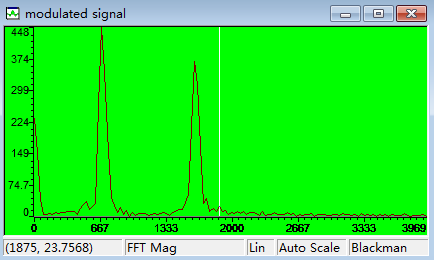 modulated signal
448
373
299
224
149
74.7
0
0 667 1333 2000 2667 3333 3969
(1875, 23.7568) FFT Mag Lin Auto Scale Blackman